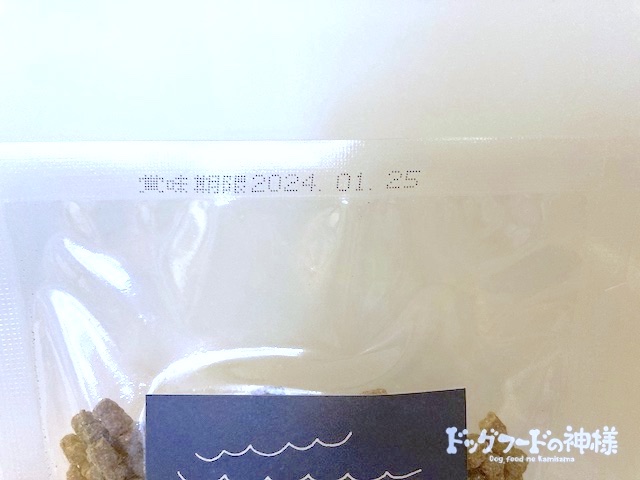 賞味期限2024.01.25
ドッグフードの神様
Dog food no Kamisama